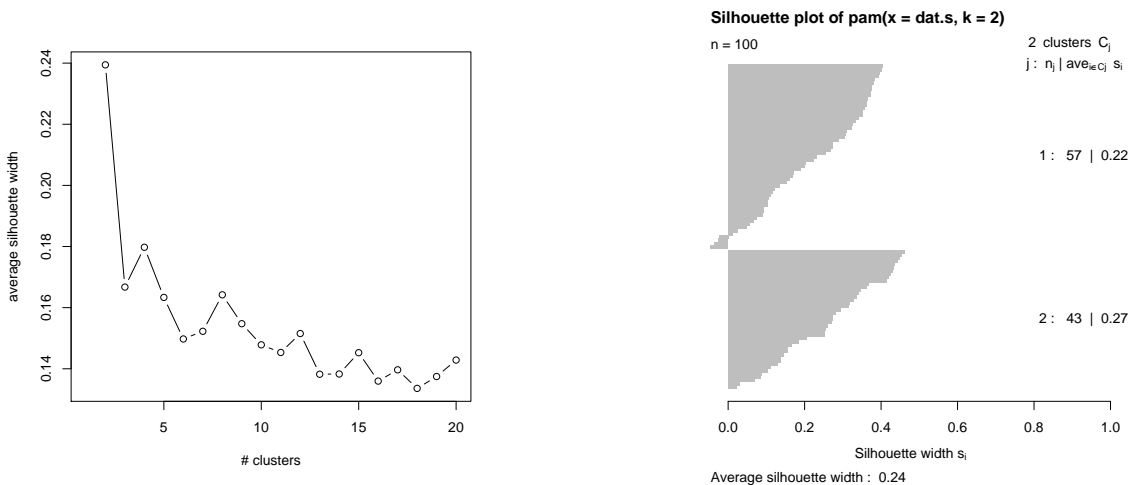 average silhouette width
0.24
0.22
0.20
0.18
0.16
0.14
5 10 15 20
# clusters
Silhouette plot of pam(x = dat.s, k = 2)
n = 100
2 clusters Cj
j : nj | avei∈Cj si
1 : 57 | 0.22
2 : 43 | 0.27
0.0 0.2 0.4 0.6 0.8 1.0
Silhouette width si
Average silhouette width : 0.24